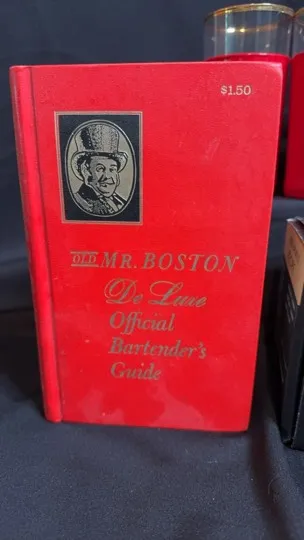 $1.50
OLD MR. BOSTON
De Luxe
Official
Bartender's
Guide